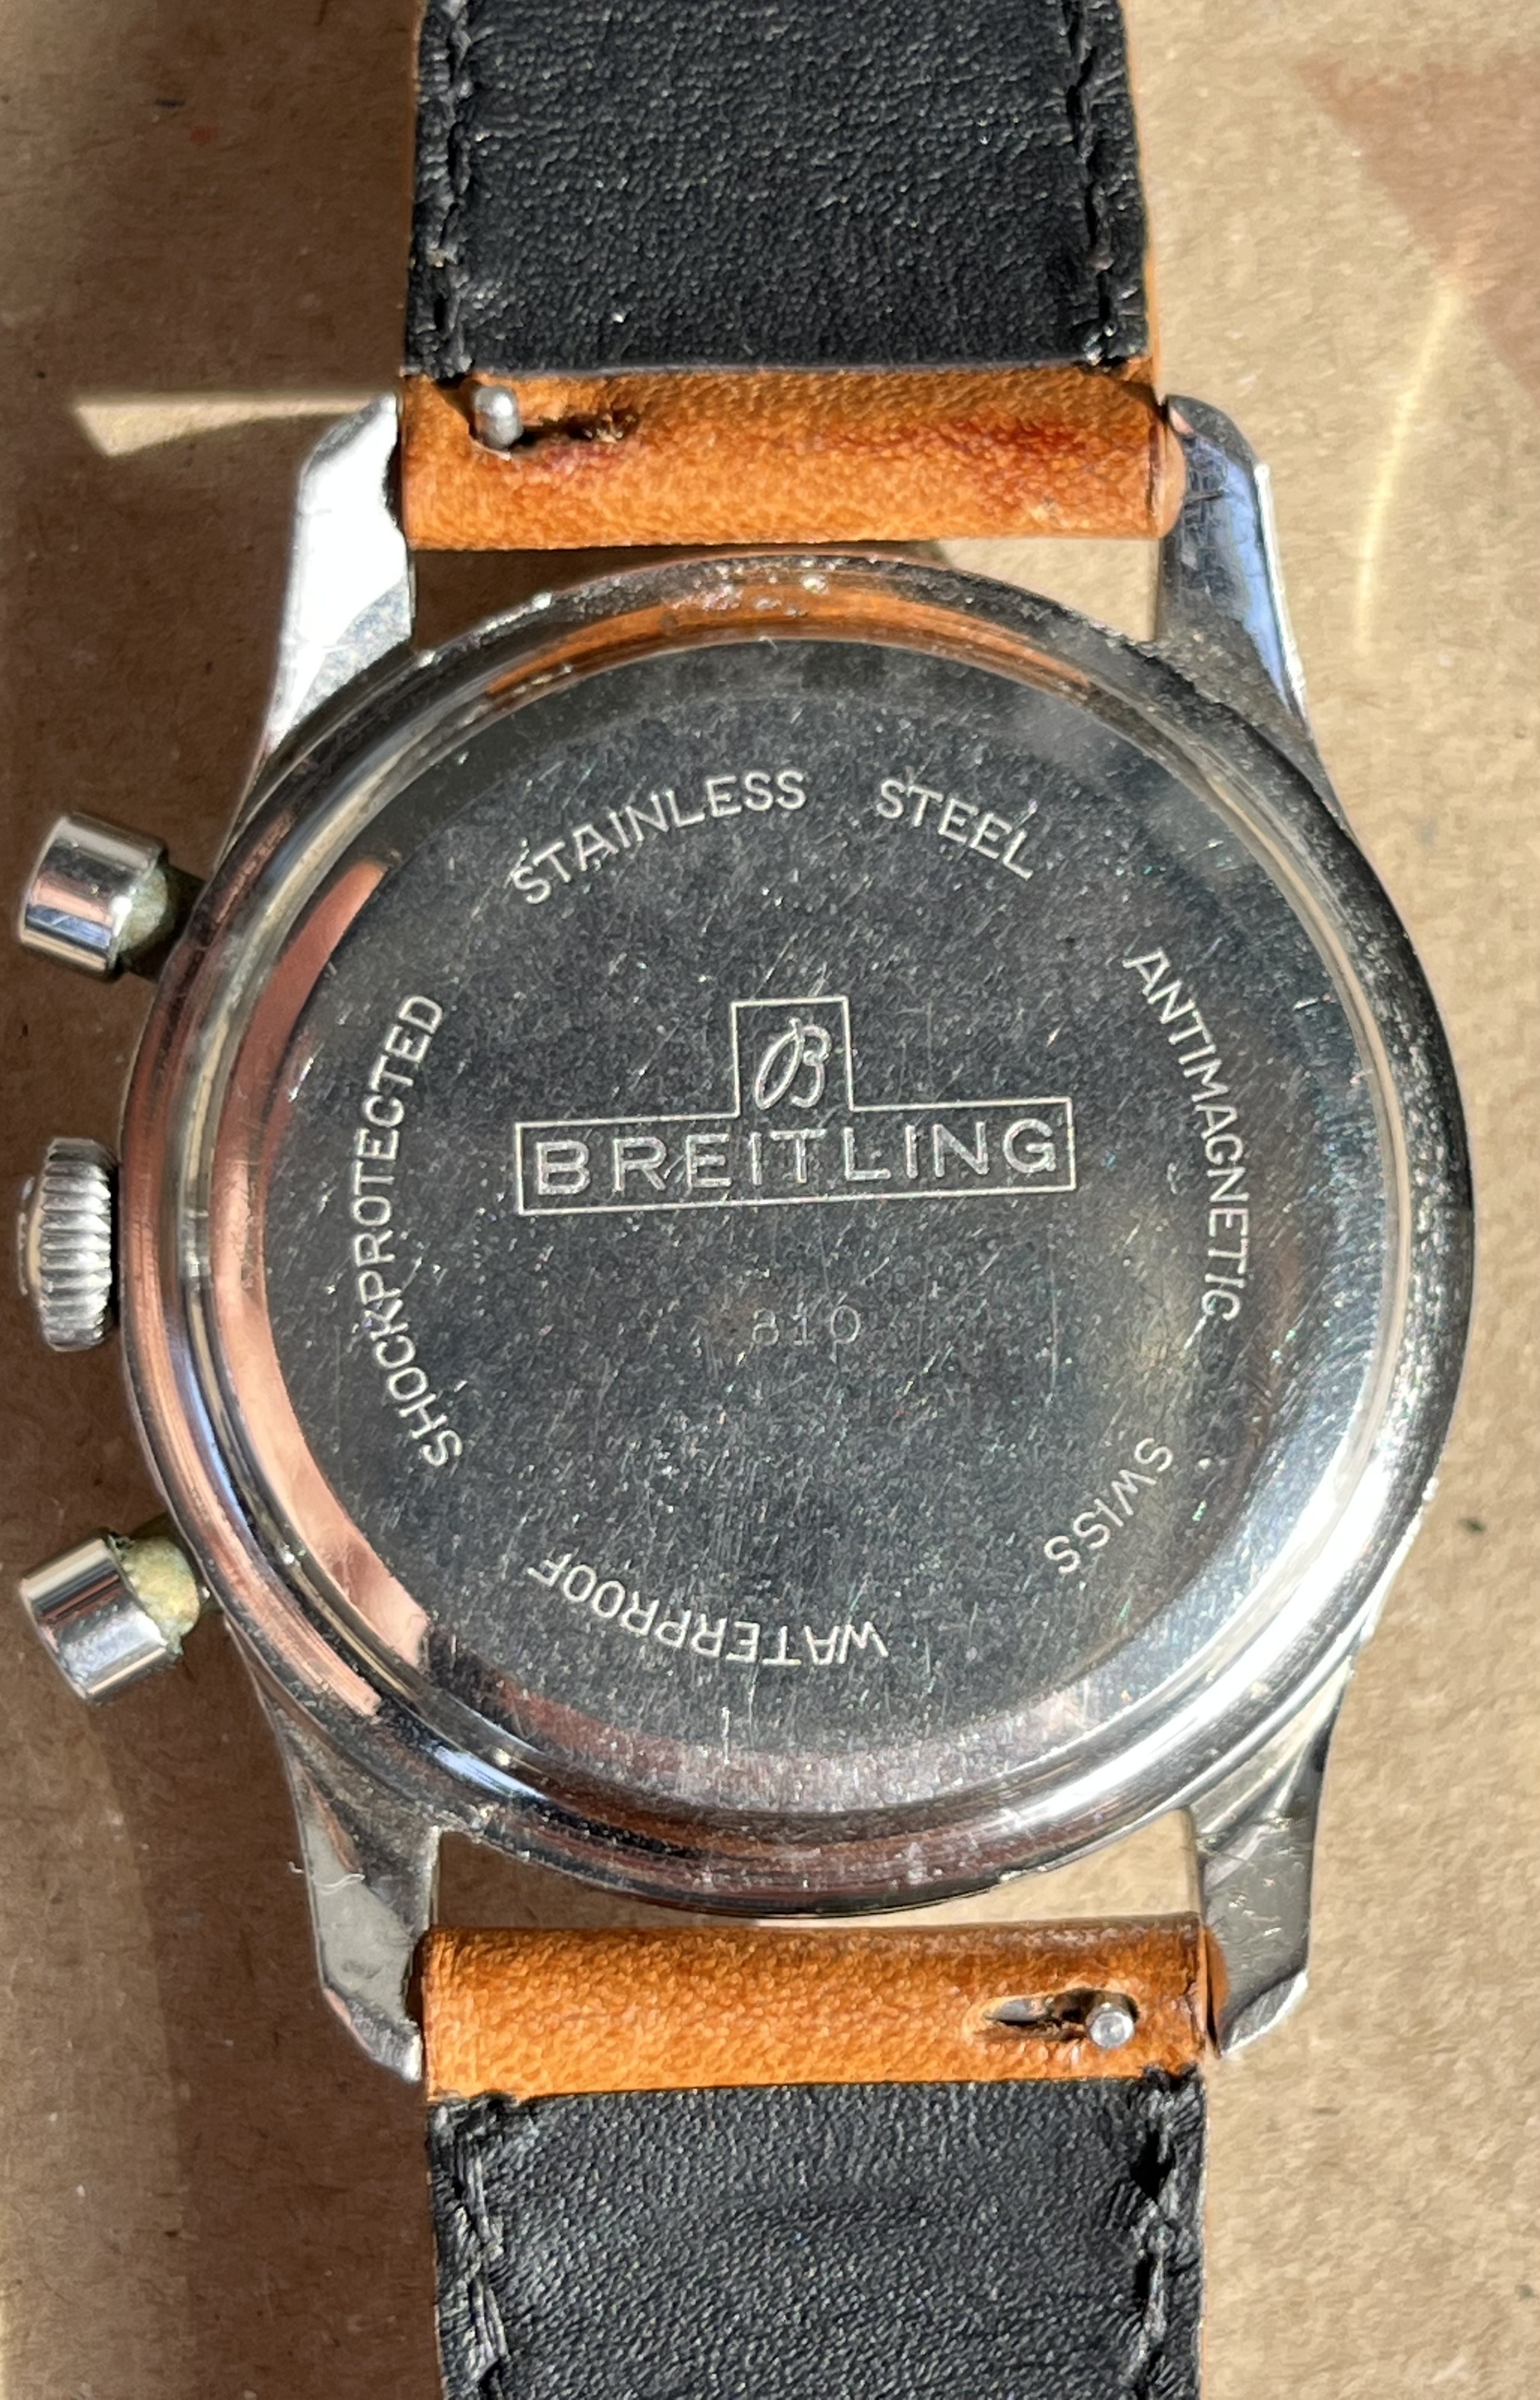 STAINLESS STEEL
ANTIMAGNETIC
SWISS
WATERPROOF
SHOCKPROTECTED
B
BREITLING
810